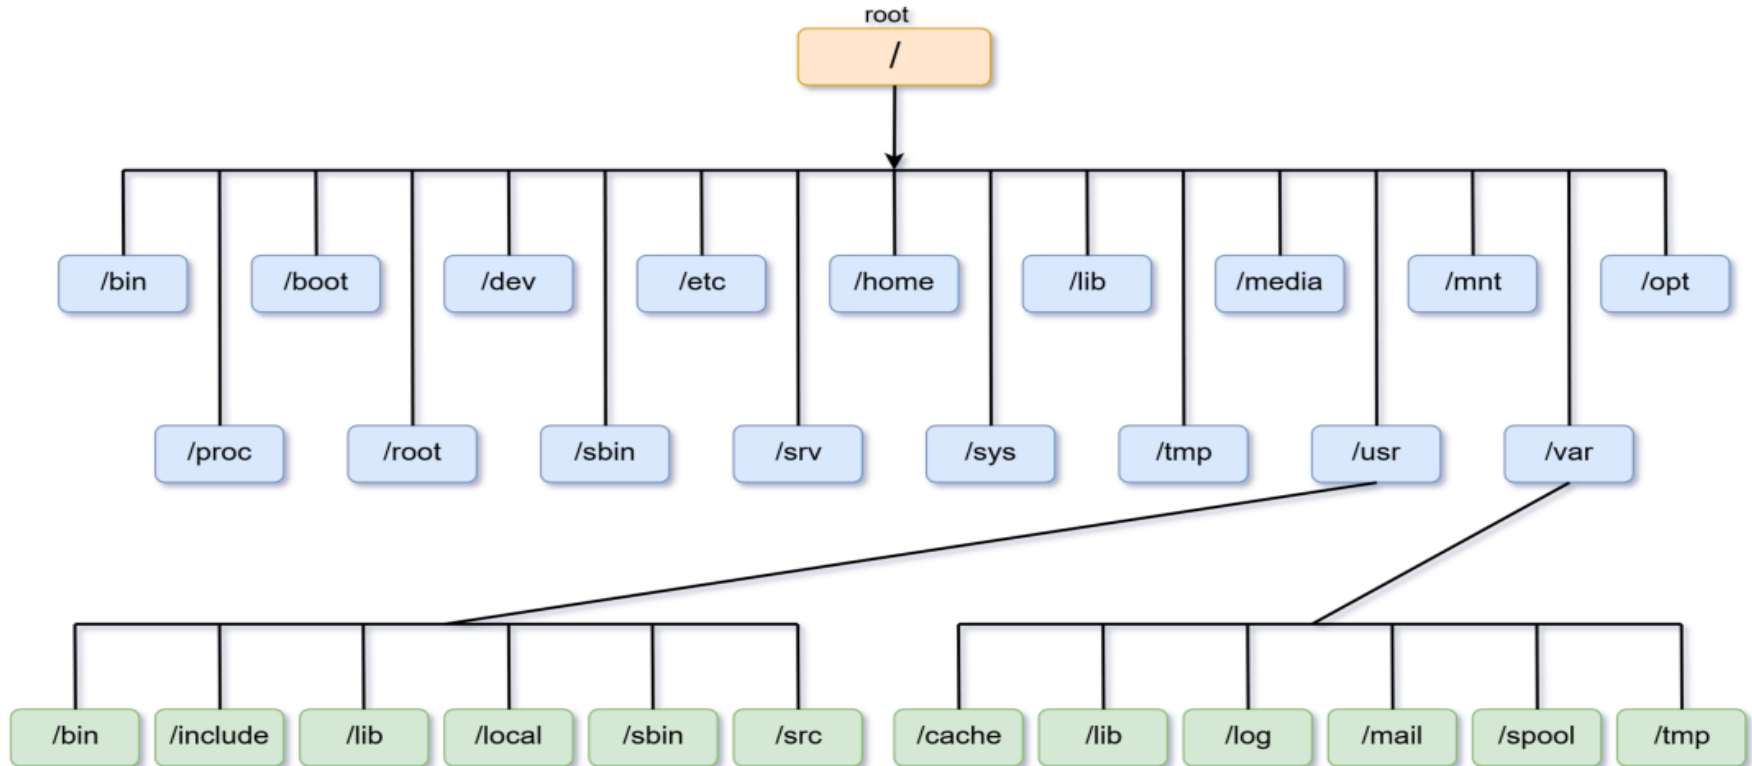 root
/
/bin
/boot
/dev
/etc
/home
/lib
/media
/mnt
/opt
/proc
/root
/sbin
/srv
/sys
/tmp
/usr
/var
/bin
/include
/lib
/local
/sbin
/src
/cache
/lib
/log
/mail
/spool
/tmp